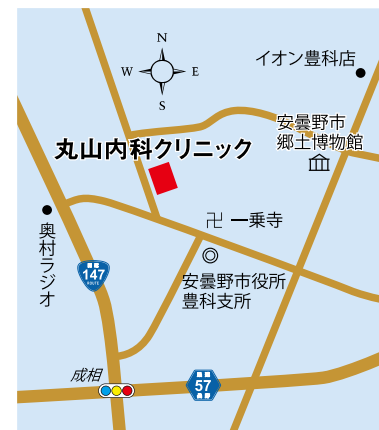 N
W E
S
イオン豊科店
安曇野市
郷土博物館
丸山内科クリニック
卍 一乗寺
奥村ラジオ
147
ROUTE
安曇野市役所
豊科支所
成相
57